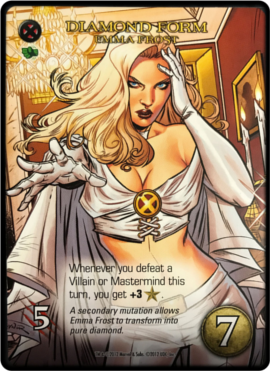 DIAMOND FORM
EMMA FROST
Whenever you defeat a
Villain or Mastermind this
turn, you get +3 .
5
A secondary mutation allows
Emma Frost to transform into
pure diamond.
7